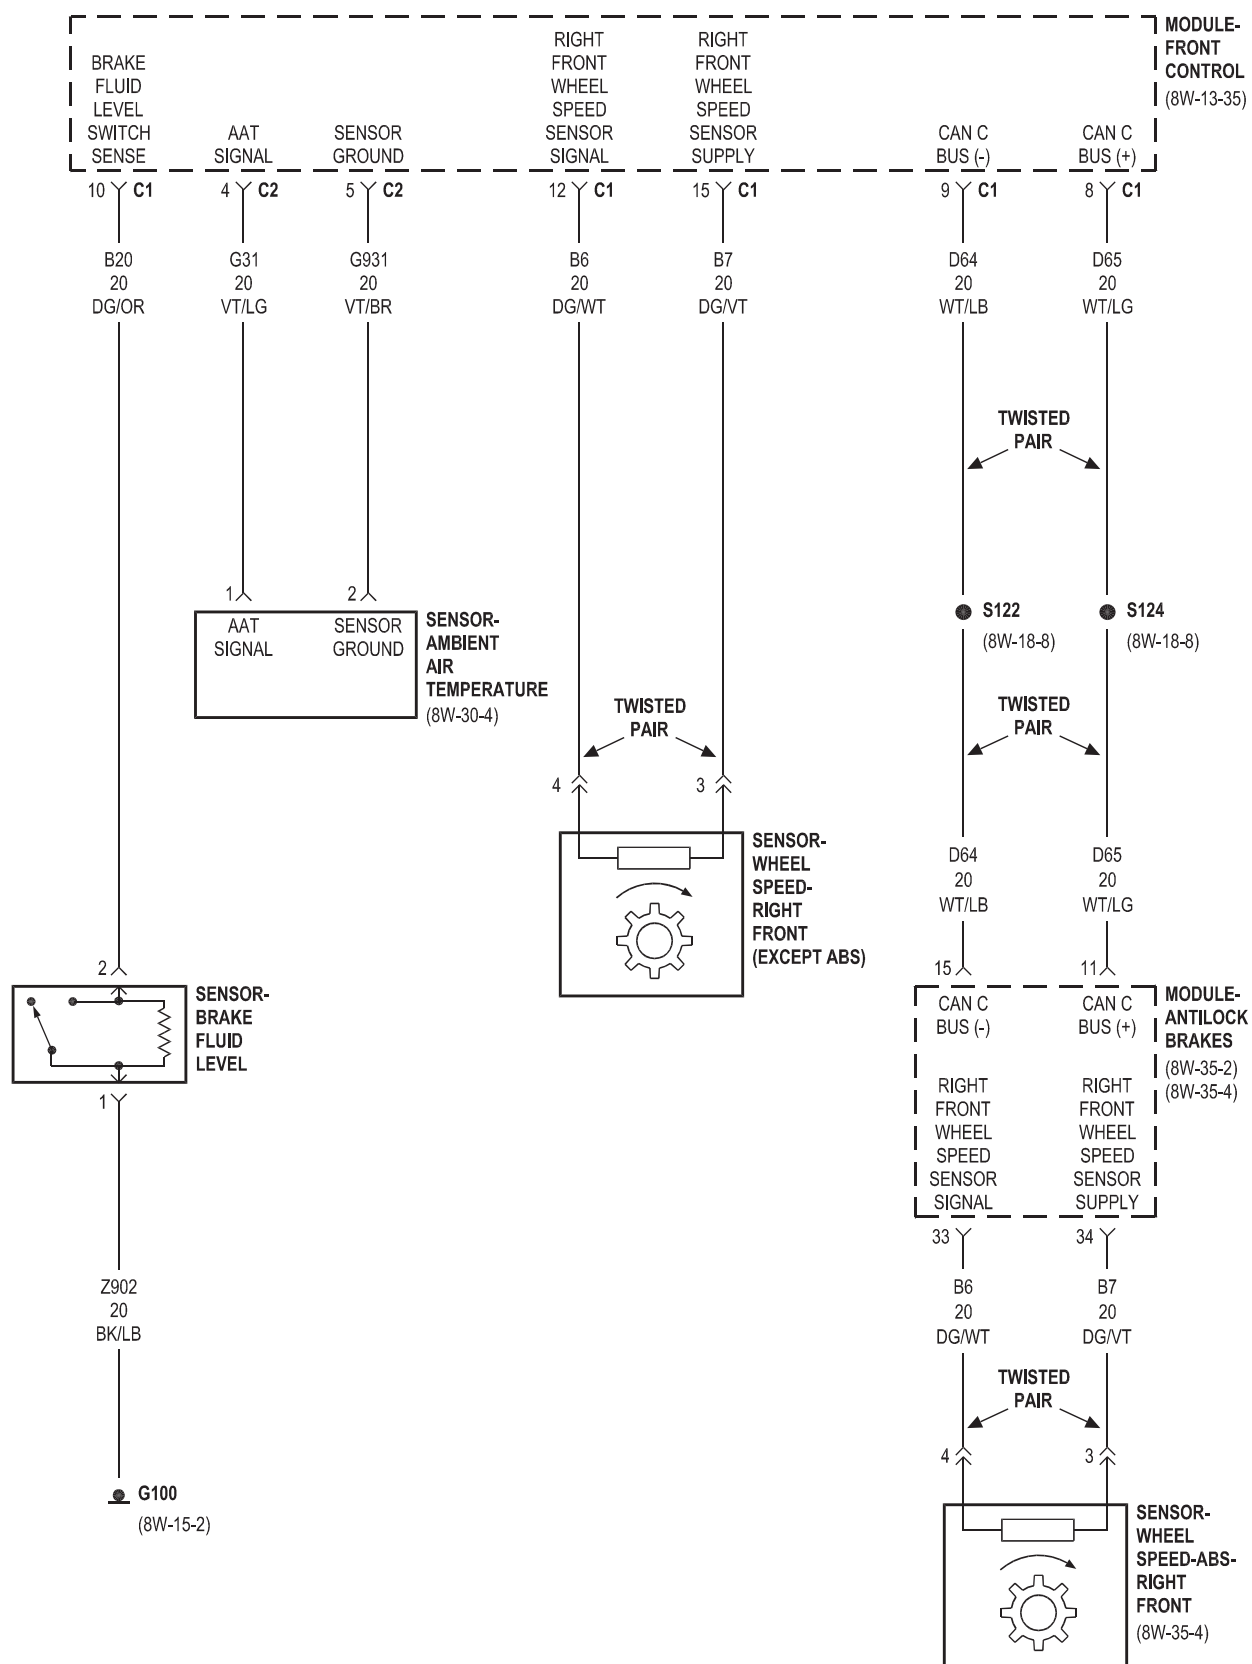 MODULE-
FRONT
CONTROL
(8W-13-35)
BRAKE
FLUID
LEVEL
SWITCH
SENSE
AAT
SIGNAL
SENSOR
GROUND
RIGHT
FRONT
WHEEL
SPEED
SENSOR
SIGNAL
RIGHT
FRONT
WHEEL
SPEED
SENSOR
SUPPLY
CAN C
BUS (-)
CAN C
BUS (+)
10 C1
4 C2
5 C2
12 C1
15 C1
9 C1
8 C1
B20
20
DG/OR
G31
20
VT/LG
G931
20
VT/BR
B6
20
DG/WT
B7
20
DG/VT
D64
20
WT/LB
D65
20
WT/LG
TWISTED
PAIR
1
2
AAT
SIGNAL
SENSOR
GROUND
SENSOR-
AMBIENT
AIR
TEMPERATURE
(8W-30-4)
S122
(8W-18-8)
S124
(8W-18-8)
TWISTED
PAIR
TWISTED
PAIR
4
3
SENSOR-
WHEEL
SPEED-
RIGHT
FRONT
(EXCEPT ABS)
D64
20
WT/LB
D65
20
WT/LG
2
SENSOR-
BRAKE
FLUID
LEVEL
1
15
11
CAN C
BUS (-)
CAN C
BUS (+)
MODULE-
ANTILOCK
BRAKES
(8W-35-2)
(8W-35-4)
RIGHT
FRONT
WHEEL
SPEED
SENSOR
SIGNAL
RIGHT
FRONT
WHEEL
SPEED
SENSOR
SUPPLY
33
34
Z902
20
BK/LB
B6
20
DG/WT
B7
20
DG/VT
TWISTED
PAIR
4
3
G100
(8W-15-2)
SENSOR-
WHEEL
SPEED-ABS-
RIGHT
FRONT
(8W-35-4)